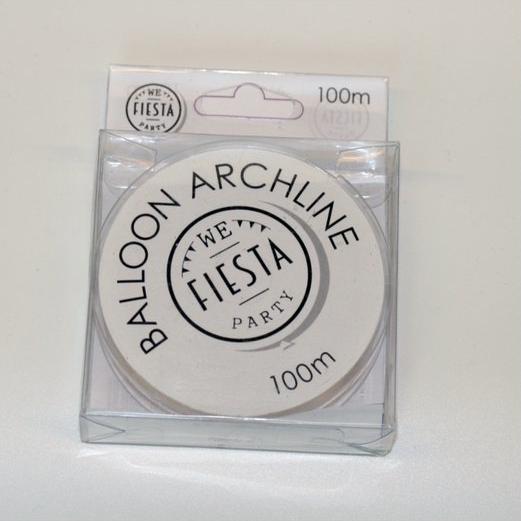 WE
FIESTA
PARTY
100m
BALLOON ARCHLINE
WE
FIESTA
PARTY
100m